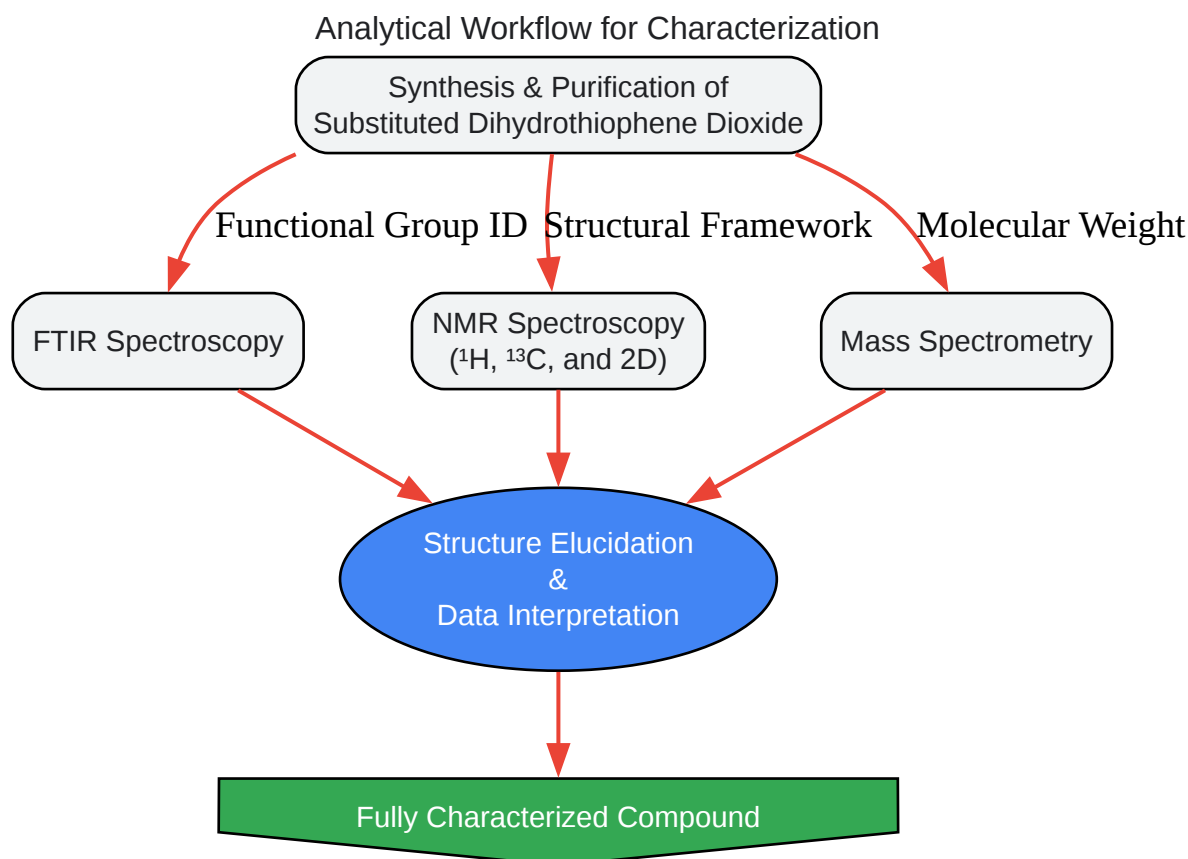 Analytical Workflow for Characterization
Synthesis & Purification of
Substituted Dihydrothiophene Dioxide
Functional Group ID
Structural Framework
Molecular Weight
FTIR Spectroscopy
NMR Spectroscopy
(¹H, ¹³C, and 2D)
Mass Spectrometry
Structure Elucidation
&
Data Interpretation
Fully Characterized Compound